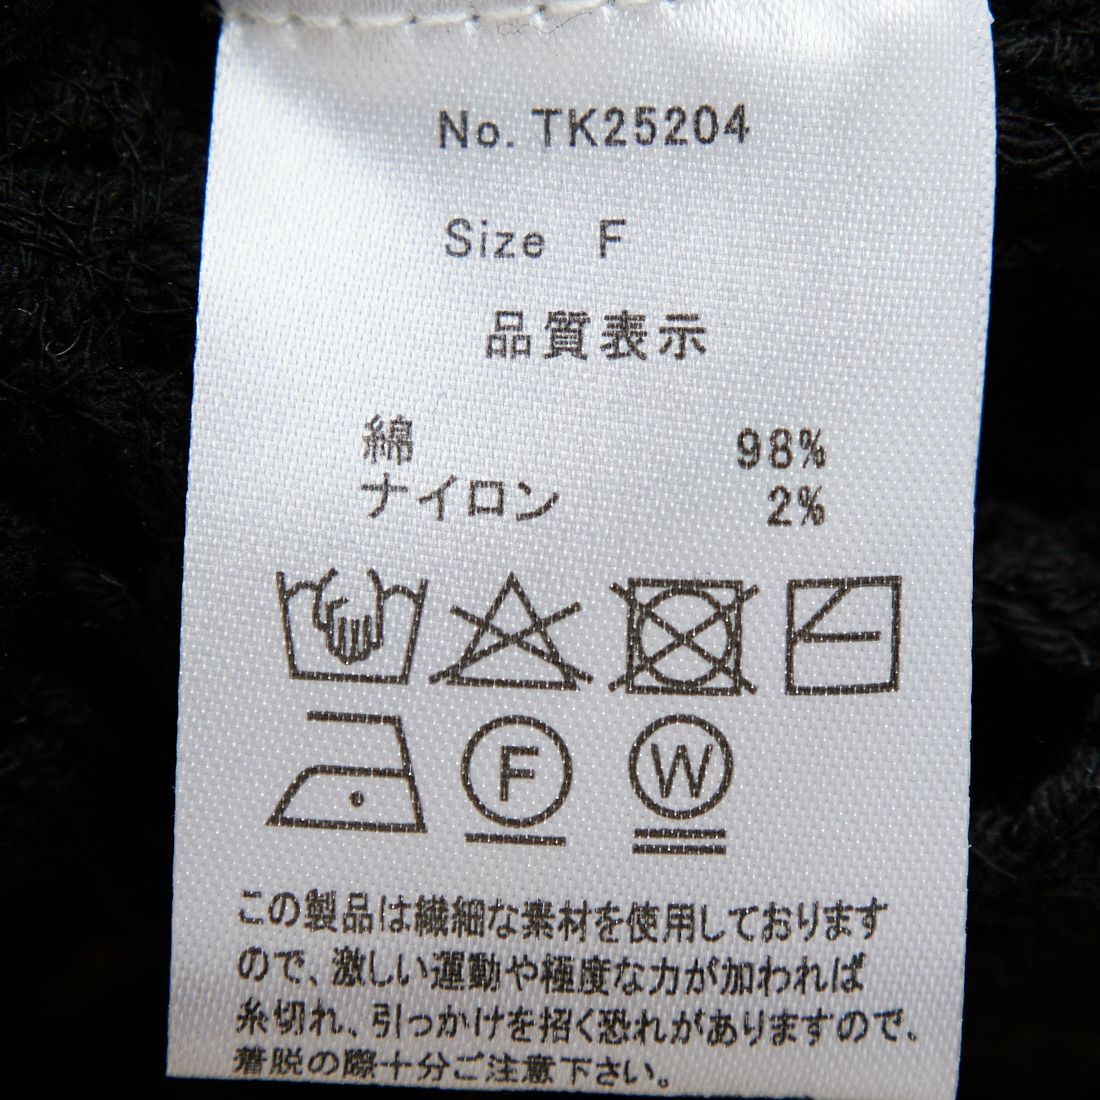 No. TK25204
Size F
品質表示
綿 98%
ナイロン 2%
F W
この製品は繊細な素材を使用しております
ので、激しい運動や極度な力が加われば
糸切れ、引っかけを招く恐れがありますので、
着脱の際十分ご注意下さい。